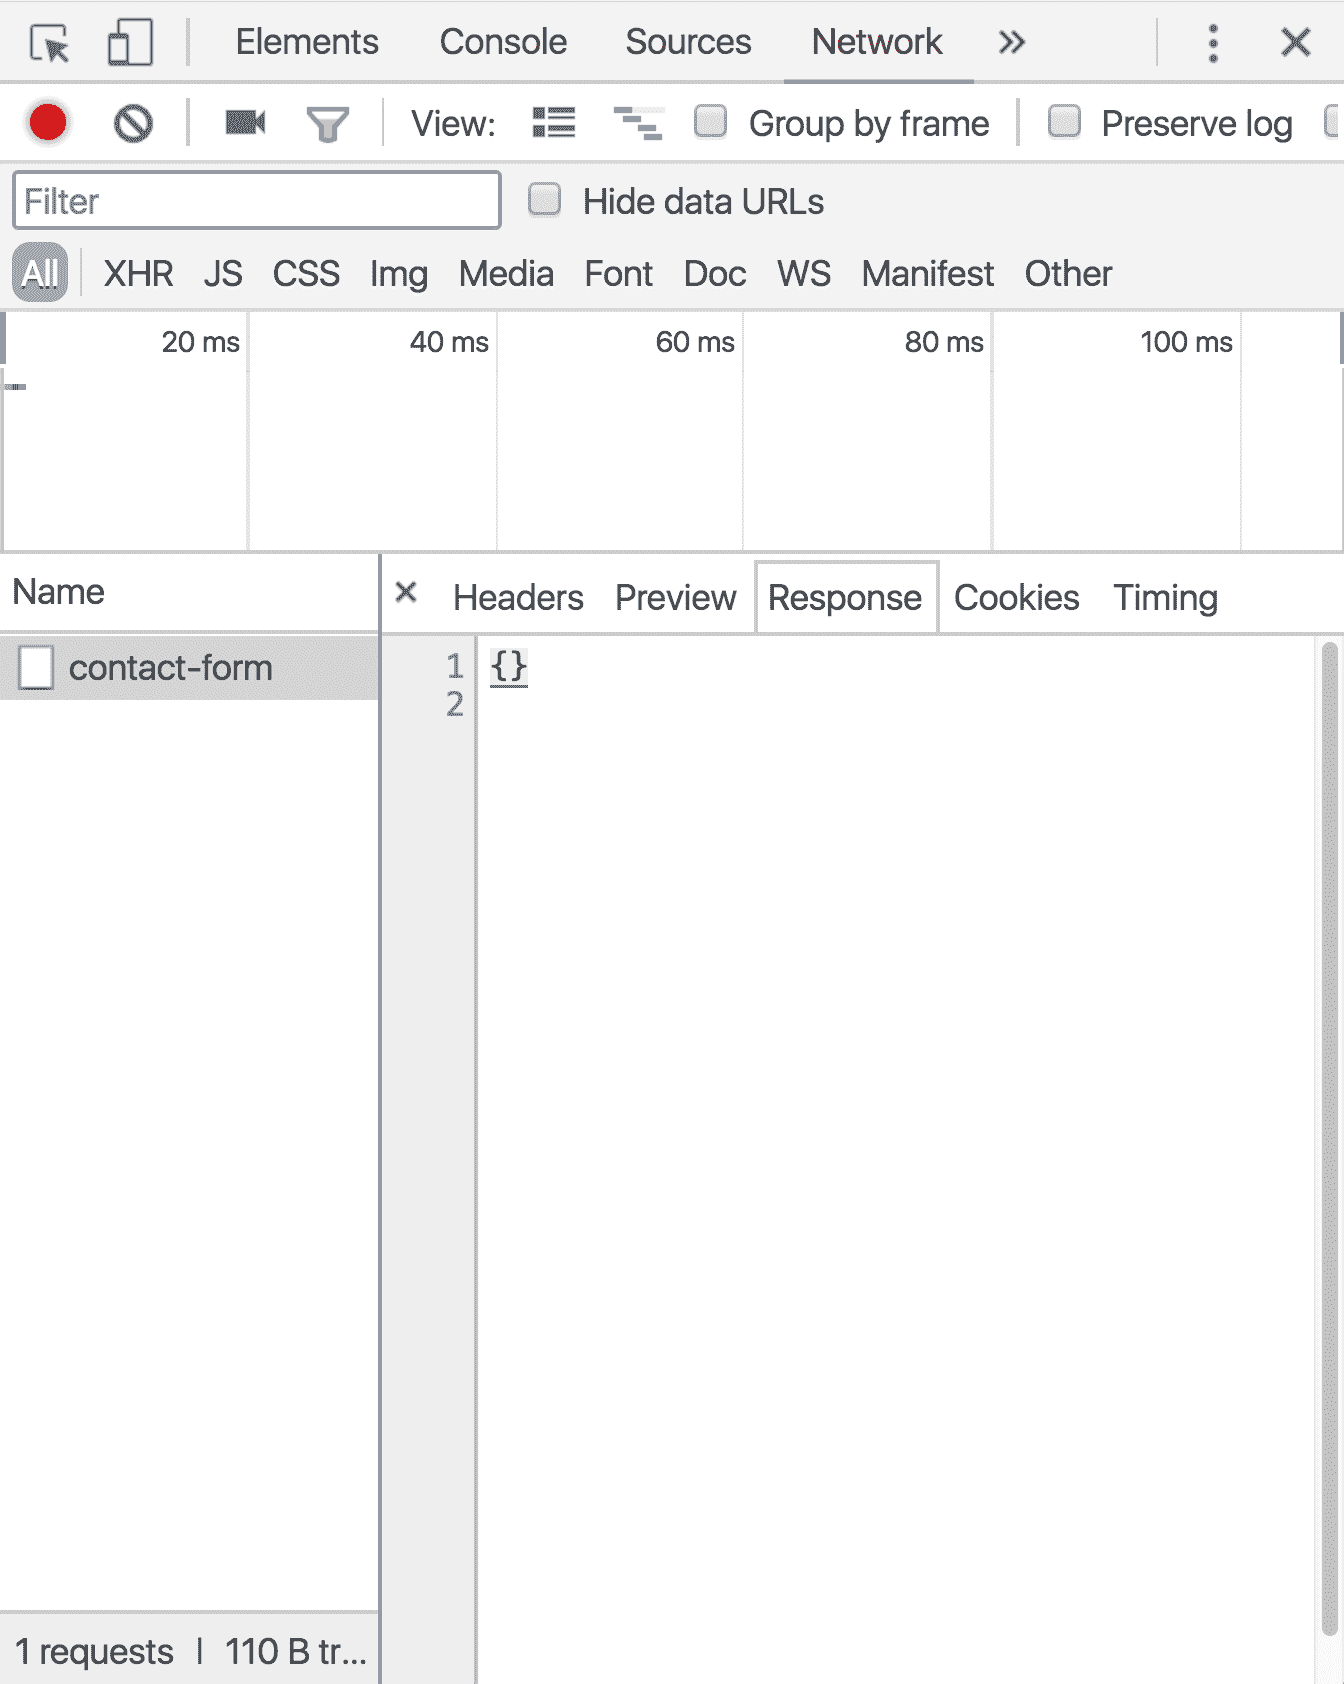 Elements Console Sources Network »
View: Group by frame Preserve log
Filter Hide data URLs
All XHR JS CSS Img Media Font Doc WS Manifest Other
20 ms 40 ms 60 ms 80 ms 100 ms
Name
× Headers Preview Response Cookies Timing
contact-form
1 {}
2
1 requests | 110 B tr...